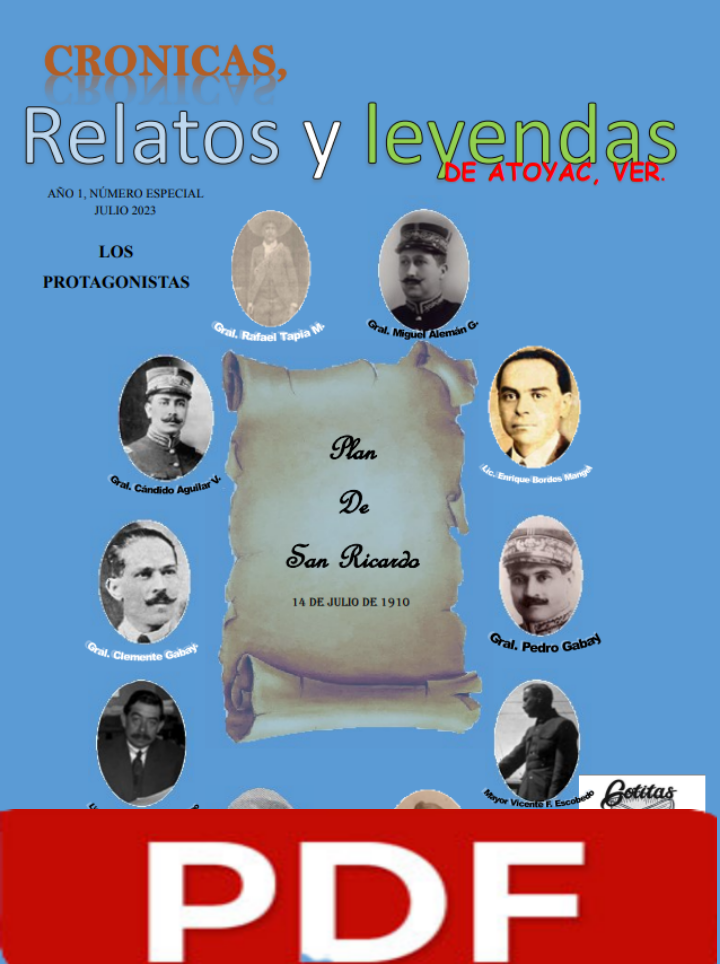 CRONICAS,
Relatos y leyendas
DE ATOYAC, VER.
AÑO 1, NÚMERO ESPECIAL
JULIO 2023
LOS
PROTAGONISTAS
Gral. Rafael Tapia M.
Gral. Miguel Alemán G.
Gral. Cándido Aguilar V.
Lic. Enrique Bordes Mangel
Plan
De
San Ricardo
14 DE JULIO DE 1910
Gral. Clemente Gabay.
Gral. Pedro Gabay
Mayor Vicente F. Escobedo
Gotitas
PDF